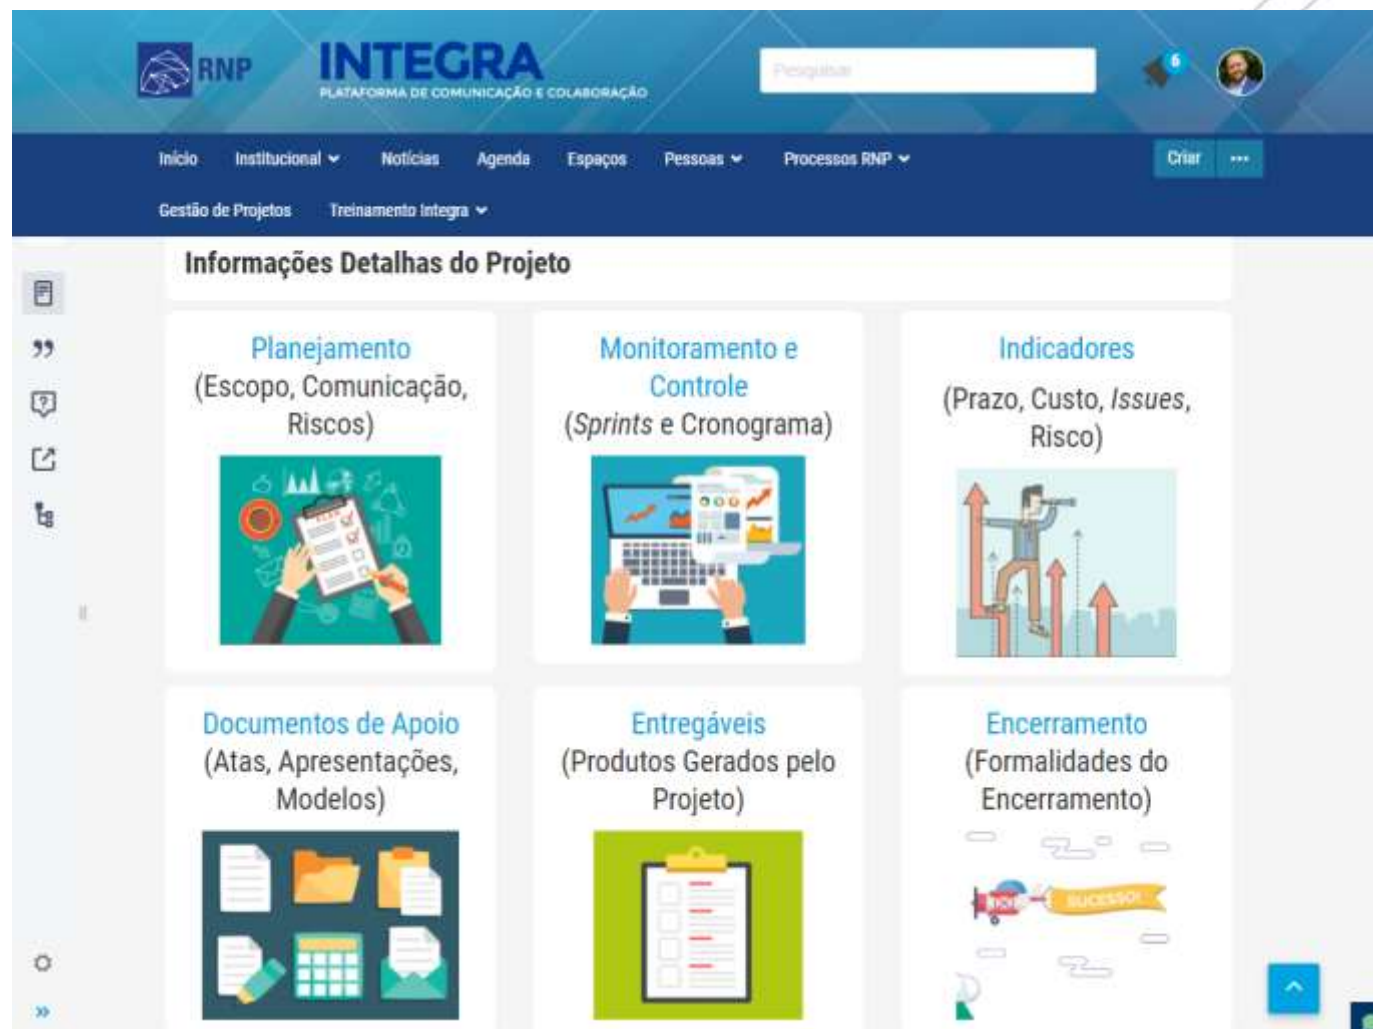 RNP
INTEGRA
PLATAFORMA DE COMUNICAÇÃO E COLABORAÇÃO
Pesquisar
6
Início Institucional Notícias Agenda Espaços Pessoas Processos RNP Criar ...
Gestão de Projetos Treinamento Integra
Informações Detalhas do Projeto
Planejamento
(Escopo, Comunicação,
Riscos)
Monitoramento e
Controle
(Sprints e Cronograma)
Indicadores
(Prazo, Custo, Issues,
Risco)
PLAN
Documentos de Apoio
(Atas, Apresentações,
Modelos)
Entregáveis
(Produtos Gerados pelo
Projeto)
Encerramento
(Formalidades do
Encerramento)
SUCESSO!